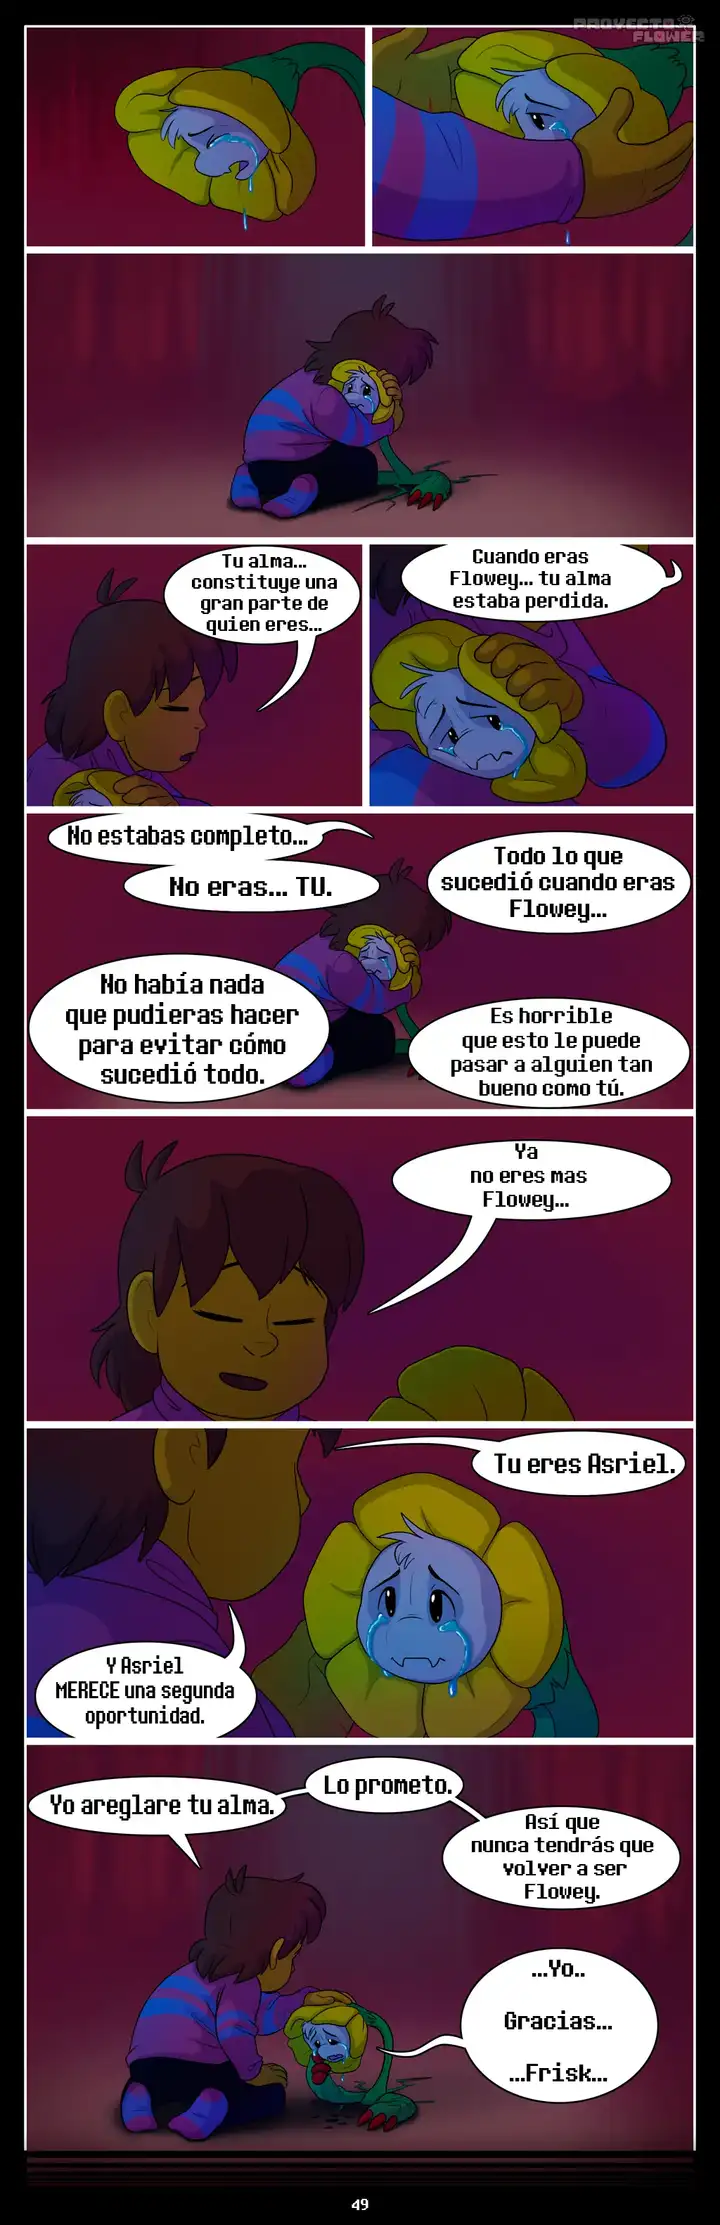 PROYECTO
FLOWER
Tu alma...
constituye una
gran parte de
quien eres...
Cuando eras
Flowey... tu alma
estaba perdida.
No estabas completo...
No eras... TU.
Todo lo que
sucedió cuando eras
Flowey...
No había nada
que pudieras hacer
para evitar cómo
sucedió todo.
Es horrible
que esto le puede
pasar a alguien tan
bueno como tú.
Ya
no eres mas
Flowey...
Tu eres Asriel.
Y Asriel
MERECE una segunda
oportunidad.
Yo areglare tu alma.
Lo prometo.
Así que
nunca tendrás que
volver a ser
Flowey.
...Yo..
Gracias...
...Frisk...
49